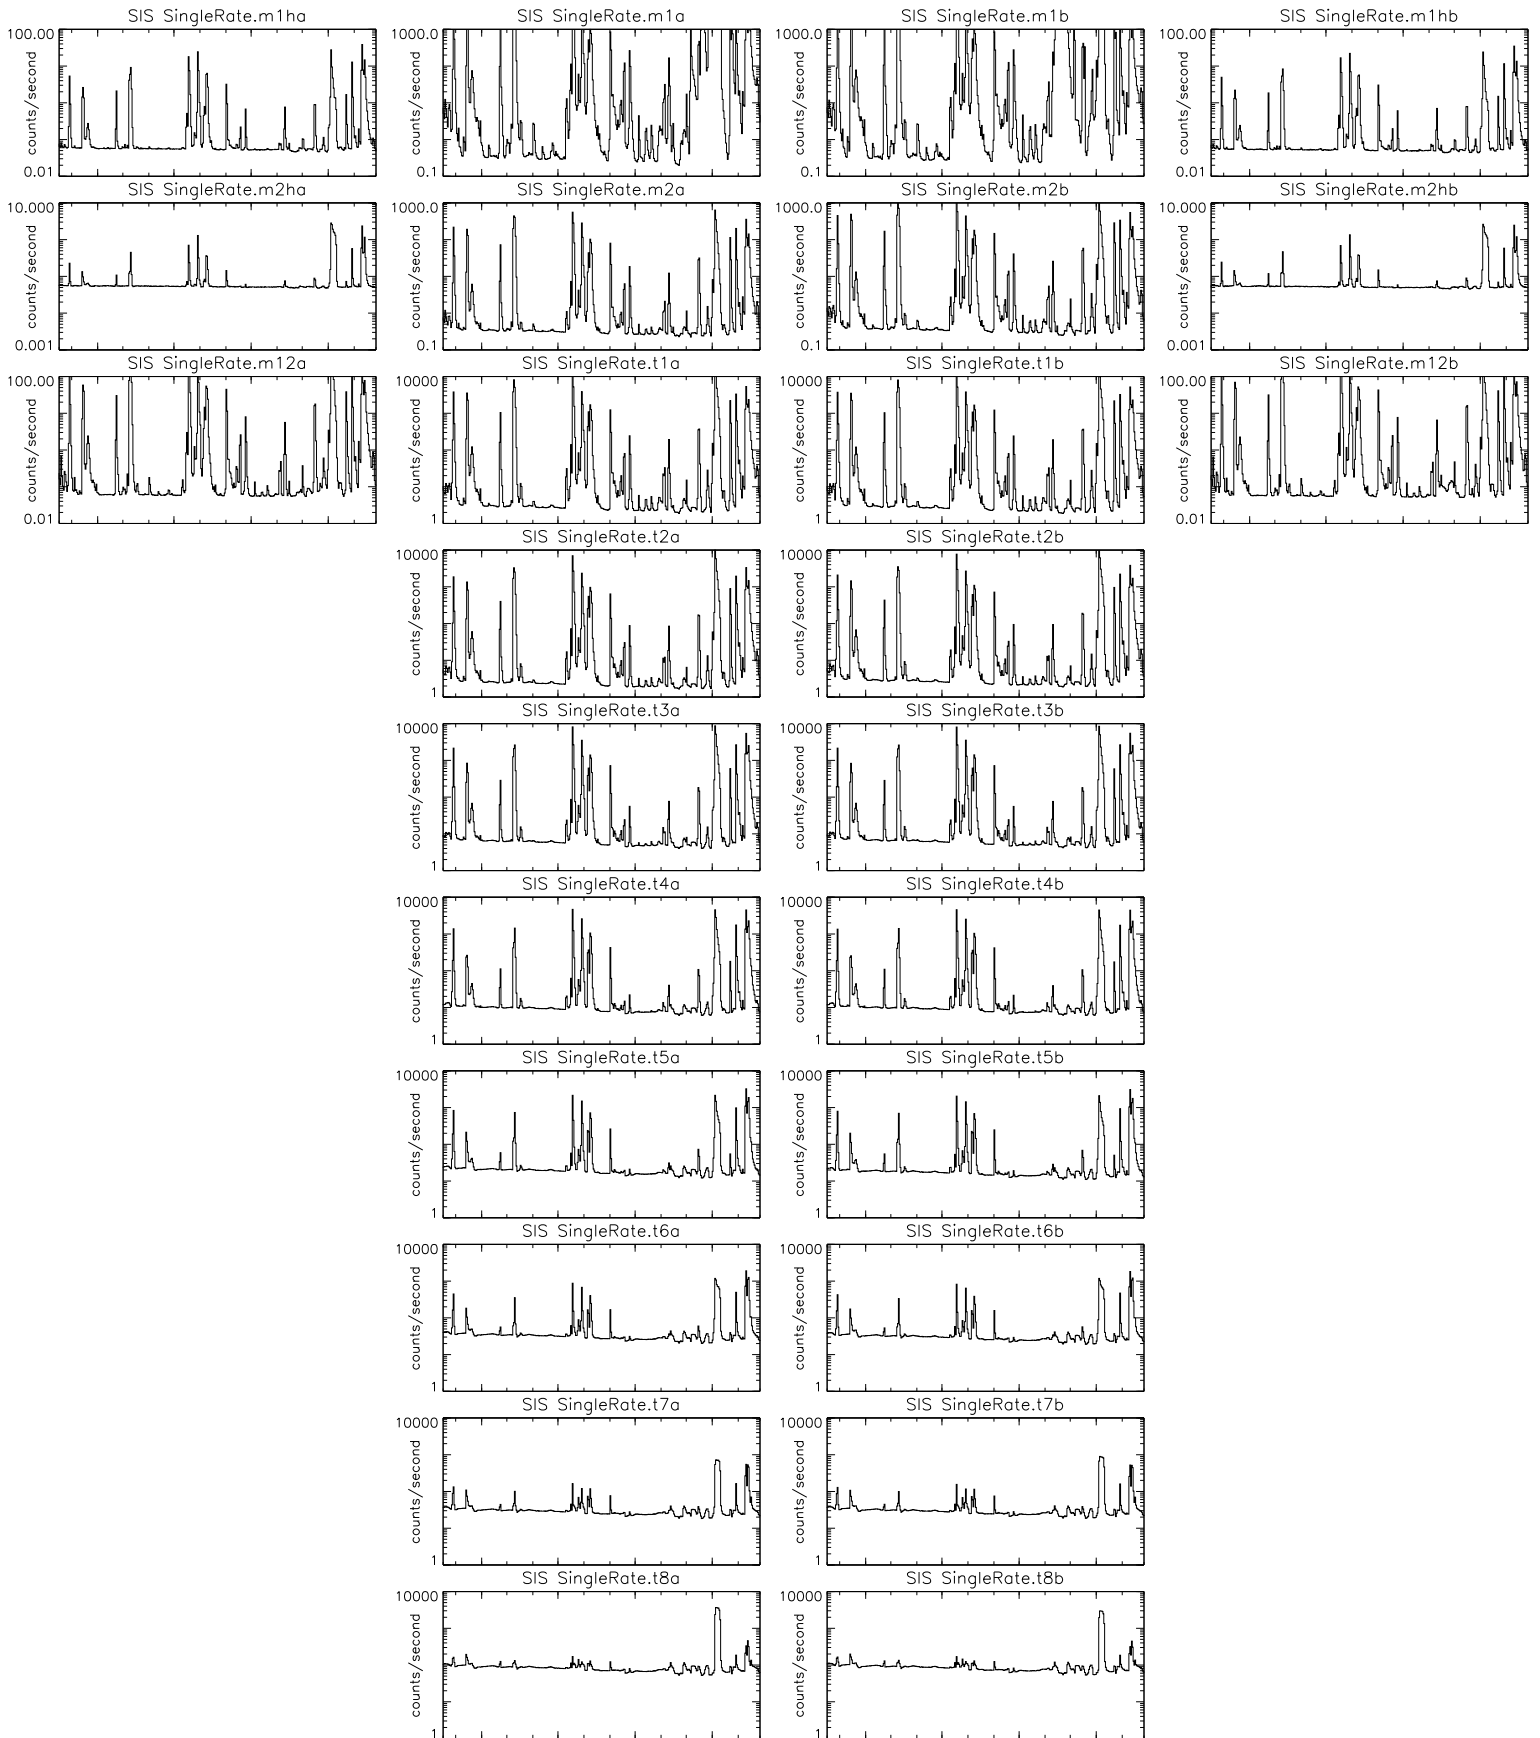 SIS SingleRate.m1ha
SIS SingleRate.m1a
SIS SingleRate.m1b
SIS SingleRate.m1hb
100.00
counts/second
0.01
1000.0
counts/second
0.1
1000.0
counts/second
0.1
100.00
counts/second
0.01
SIS SingleRate.m2ha
SIS SingleRate.m2a
SIS SingleRate.m2b
SIS SingleRate.m2hb
10.000
counts/second
0.001
1000.0
counts/second
0.1
1000.0
counts/second
0.1
10.000
counts/second
0.001
SIS SingleRate.m12a
SIS SingleRate.t1a
SIS SingleRate.t1b
SIS SingleRate.m12b
100.00
counts/second
0.01
10000
counts/second
1
10000
counts/second
1
100.00
counts/second
0.01
SIS SingleRate.t2a
SIS SingleRate.t2b
10000
counts/second
1
10000
counts/second
1
SIS SingleRate.t3a
SIS SingleRate.t3b
10000
counts/second
1
10000
counts/second
1
SIS SingleRate.t4a
SIS SingleRate.t4b
10000
counts/second
1
10000
counts/second
1
SIS SingleRate.t5a
SIS SingleRate.t5b
10000
counts/second
1
10000
counts/second
1
SIS SingleRate.t6a
SIS SingleRate.t6b
10000
counts/second
1
10000
counts/second
1
SIS SingleRate.t7a
SIS SingleRate.t7b
10000
counts/second
1
10000
counts/second
1
SIS SingleRate.t8a
SIS SingleRate.t8b
10000
counts/second
1
10000
counts/second
1